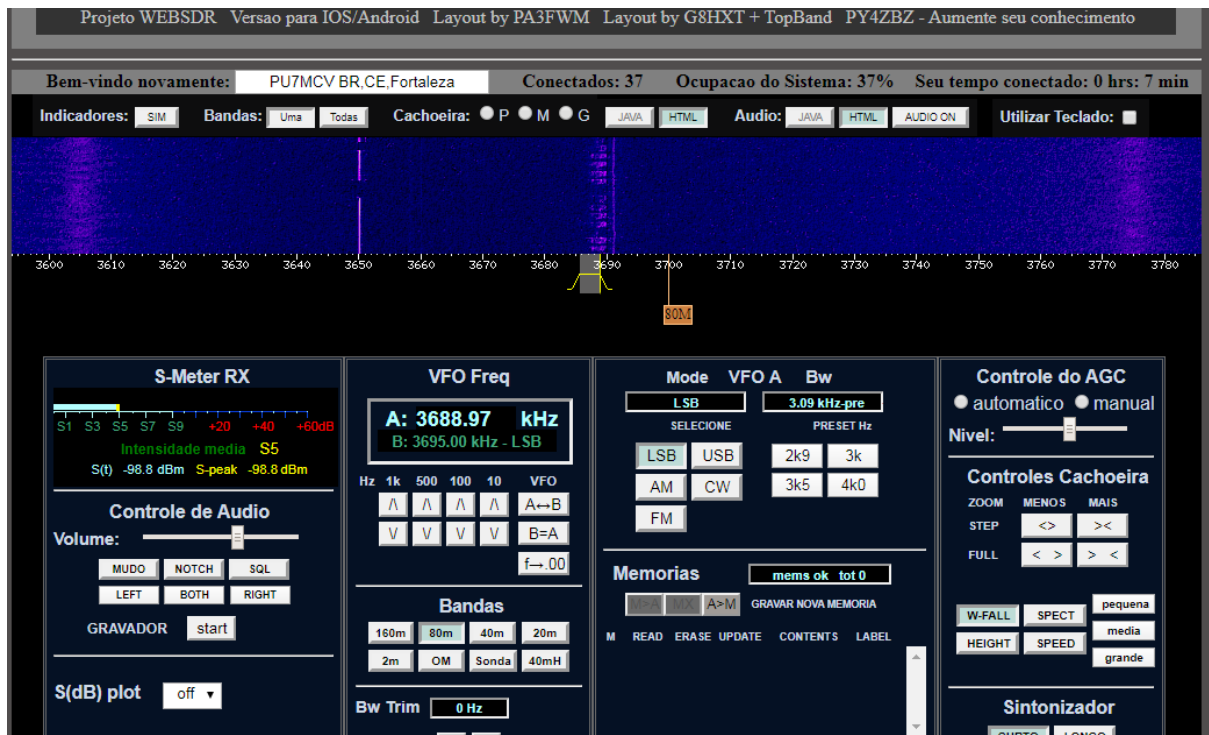 Projeto WEBSDR Versao para IOS/Android Layout by PA3FWM Layout by G8HXT + TopBand PY4ZBZ - Aumente seu conhecimento
Bem-vindo novamente: PU7MCV BR,CE,Fortaleza Conectados: 37 Ocupacao do Sistema: 37% Seu tempo conectado: 0 hrs: 7 min
Indicadores: SIM Bandas: Uma Todas Cachoeira: P M G JAVA HTML Audio: JAVA HTML AUDIO ON Utilizar Teclado:
3600 3610 3620 3630 3640 3650 3660 3670 3680 3690 3700 3710 3720 3730 3740 3750 3760 3770 3780
80M
S-Meter RX
S1 S3 S5 S7 S9 +20 +40 +60dB
Intensidade media S5
S(t) -98.8 dBm S-peak -98.8 dBm
Controle de Audio
Volume:
MUDO NOTCH SQL
LEFT BOTH RIGHT
GRAVADOR start
S(dB) plot off
VFO Freq
A: 3688.97 kHz
B: 3695.00 kHz - LSB
Hz 1k 500 100 10 VFO
/\ /\ /\ /\ A↔B
\/ \/ \/ \/ B=A
f→.00
Bandas
160m 80m 40m 20m
2m OM Sonda 40mH
Bw Trim 0 Hz
Mode VFO A Bw
LSB 3.09 kHz-pre
SELECIONE PRESET Hz
LSB USB 2k9 3k
AM CW 3k5 4k0
FM
Memorias mems ok tot 0
M>A MX A>M GRAVAR NOVA MEMORIA
M READ ERASE UPDATE CONTENTS LABEL
Controle do AGC
automatico manual
Nivel:
Controles Cachoeira
ZOOM MENOS MAIS
STEP <> ><
FULL < > > <
W-FALL SPECT pequena
HEIGHT SPEED media
grande
Sintonizador
CURTO LONGO